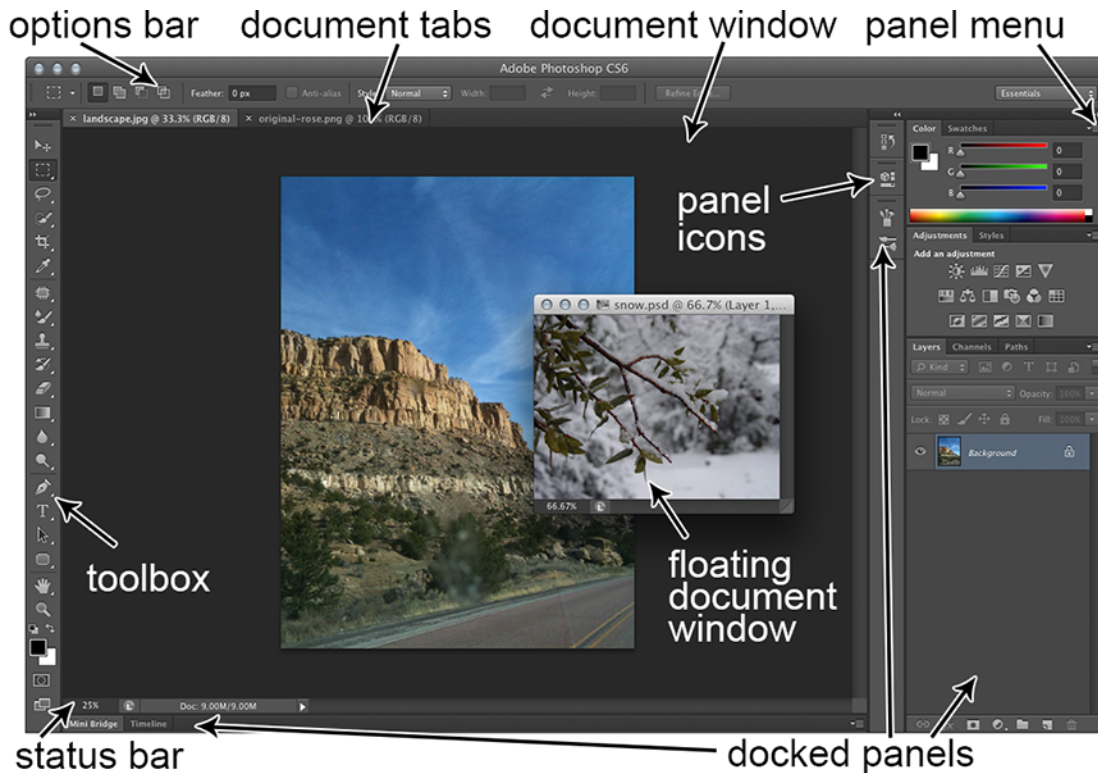 options bar document tabs document window panel menu
Adobe Photoshop CS6
Feather: 0 px Anti-alias Style: Normal Width: Height: Refine Edge... Essentials
× landscape.jpg @ 33.3% (RGB/8) × original-rose.png @ (RGB/8)
Color Swatches
R 0
G 0
B 0
panel
icons
Adjustments Styles
Add an adjustment
snow.psd @ 66.7% (Layer 1,...
Layers Channels Paths
Kind
Normal Opacity: 100%
Lock: Fill: 100%
Background
66.67%
T
floating
document
window
toolbox
25% Doc: 9.00M/9.00M
Mini Bridge Timeline
status bar docked panels